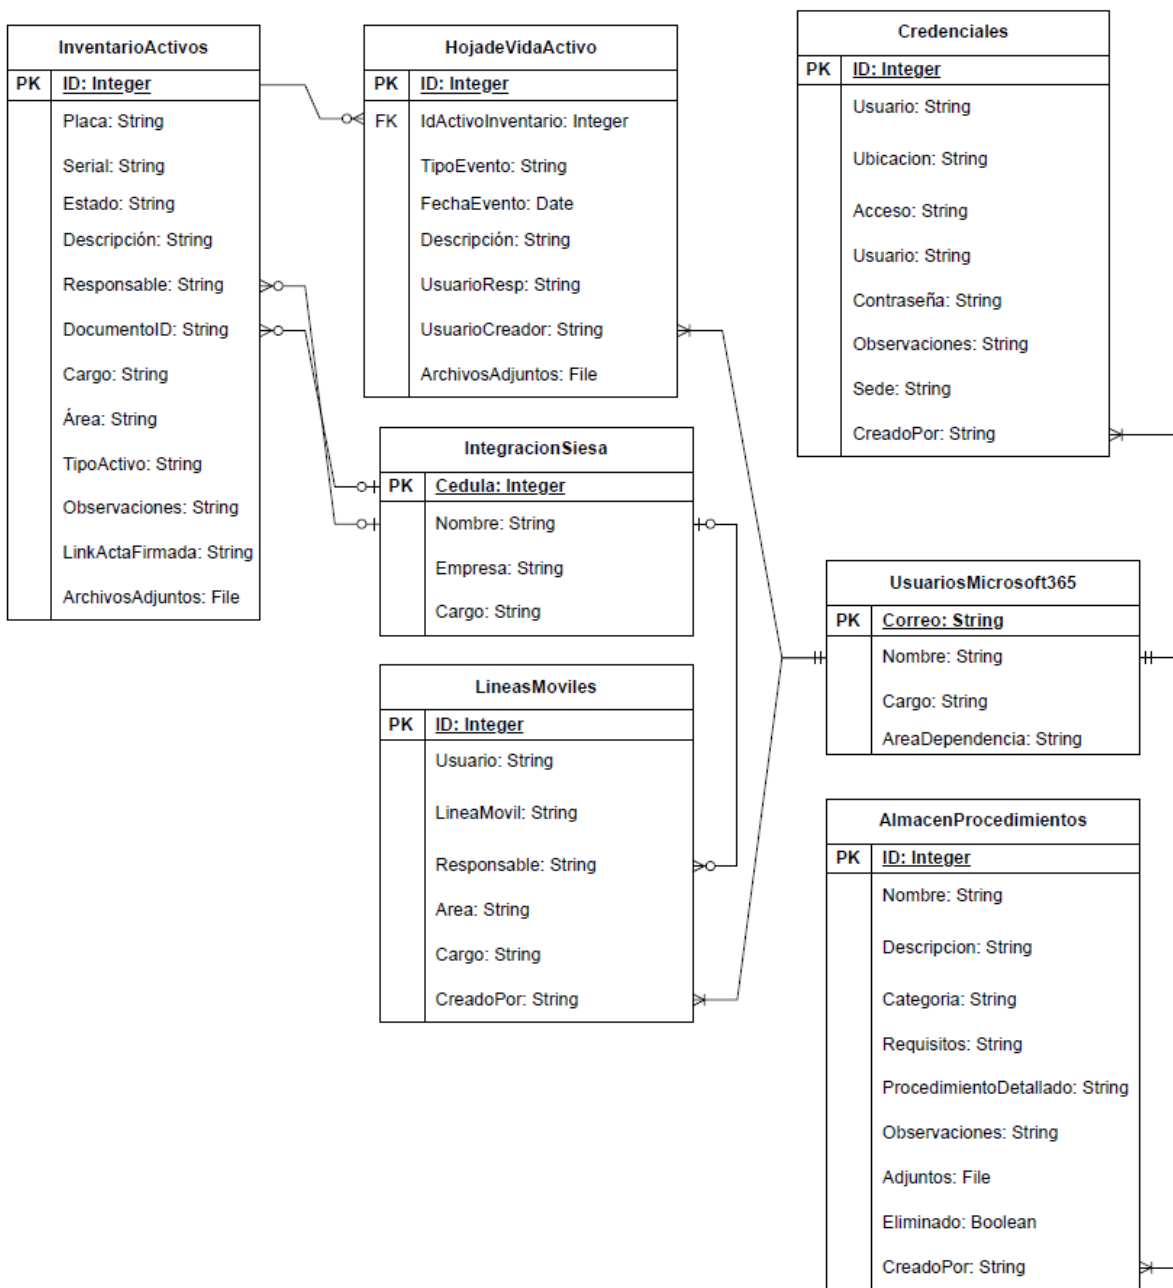 InventarioActivos
PK ID: Integer
Placa: String
Serial: String
Estado: String
Descripción: String
Responsable: String
DocumentoID: String
Cargo: String
Área: String
TipoActivo: String
Observaciones: String
LinkActaFirmada: String
ArchivosAdjuntos: File
HojadeVidaActivo
PK ID: Integer
FK IdActivoInventario: Integer
TipoEvento: String
FechaEvento: Date
Descripción: String
UsuarioResp: String
UsuarioCreador: String
ArchivosAdjuntos: File
IntegracionSiesa
PK Cedula: Integer
Nombre: String
Empresa: String
Cargo: String
LineasMoviles
PK ID: Integer
Usuario: String
LineaMovil: String
Responsable: String
Area: String
Cargo: String
CreadoPor: String
Credenciales
PK ID: Integer
Usuario: String
Ubicacion: String
Acceso: String
Usuario: String
Contraseña: String
Observaciones: String
Sede: String
CreadoPor: String
UsuariosMicrosoft365
PK Correo: String
Nombre: String
Cargo: String
AreaDependencia: String
AlmacenProcedimientos
PK ID: Integer
Nombre: String
Descripcion: String
Categoria: String
Requisitos: String
ProcedimientoDetallado: String
Observaciones: String
Adjuntos: File
Eliminado: Boolean
CreadoPor: String